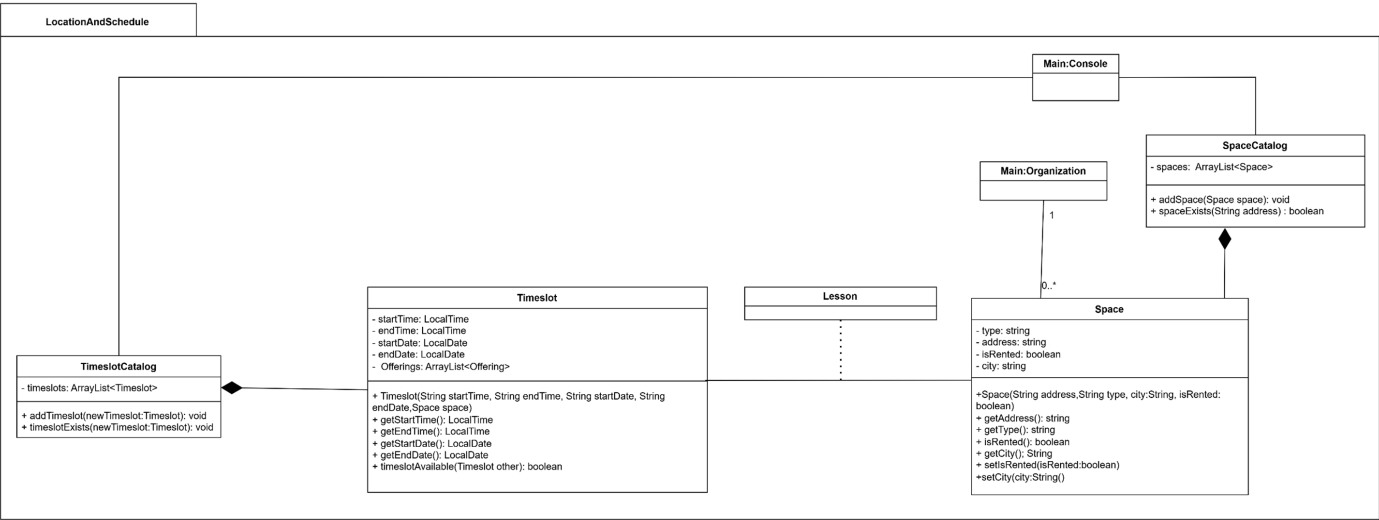 LocationAndSchedule
Main:Console
SpaceCatalog
- spaces:  ArrayList<Space>
+ addSpace(Space space): void
+ spaceExists(String address) : boolean
Main:Organization
1
0..*
Timeslot
- startTime: LocalTime
- endTime: LocalTime
- startDate: LocalDate
- endDate: LocalDate
-  Offerings: ArrayList<Offering>
+ Timeslot(String startTime, String endTime, String startDate, String
endDate,Space space)
+ getStartTime(): LocalTime
+ getEndTime(): LocalTime
+ getStartDate(): LocalDate
+ getEndDate(): LocalDate
+ timeslotAvailable(Timeslot other): boolean
Lesson
Space
- type: string
- address: string
- isRented: boolean
- city: string
+Space(String address,String type, city:String, isRented:
boolean)
+ getAddress(): string
+ getType(): string
+ isRented(): boolean
+ getCity(); String
+ setIsRented(isRented:boolean)
+setCity(city:String()
TimeslotCatalog
- timeslots: ArrayList<Timeslot>
+ addTimeslot(newTimeslot:Timeslot): void
+ timeslotExists(newTimeslot:Timeslot): void